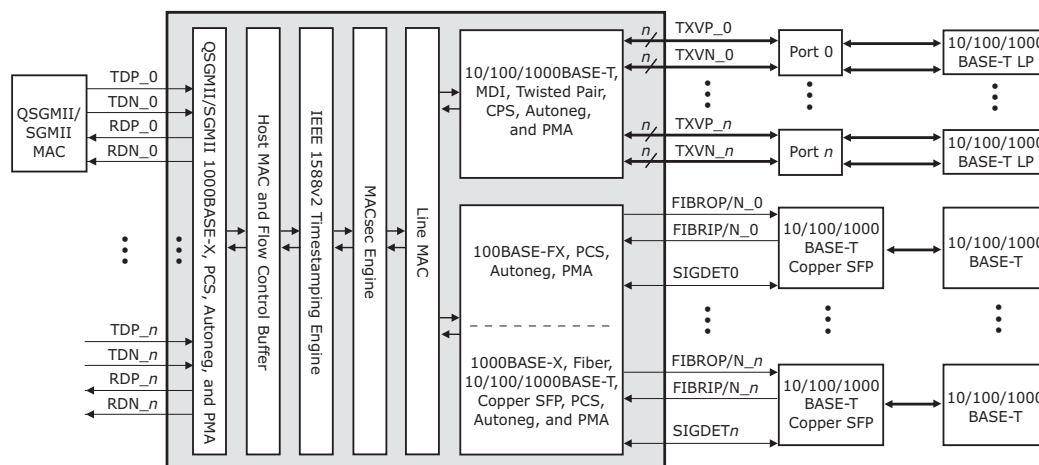 QSGMII/
SGMII
MAC
TDP_0
TDN_0
RDP_0
RDN_0
TDP_n
TDN_n
RDP_n
RDN_n
QSGMII/SGMII 1000BASE-X, PCS, Autoneg, and PMA
Host MAC and Flow Control Buffer
IEEE 1588v2 Timestamping Engine
MACsec Engine
Line MAC
10/100/1000BASE-T,
MDI, Twisted Pair,
CPS, Autoneg,
and PMA
100BASE-FX, PCS,
Autoneg, PMA
1000BASE-X, Fiber,
10/100/1000BASE-T,
Copper SFP, PCS,
Autoneg, and PMA
n TXVP_0
n TXVN_0
n TXVP_n
n TXVN_n
Port 0
Port n
10/100/1000
BASE-T LP
10/100/1000
BASE-T LP
FIBROP/N_0
FIBRIP/N_0
SIGDET0
10/100/1000
BASE-T
Copper SFP
10/100/1000
BASE-T
FIBROP/N_n
FIBRIP/N_n
SIGDETn
10/100/1000
BASE-T
Copper SFP
10/100/1000
BASE-T